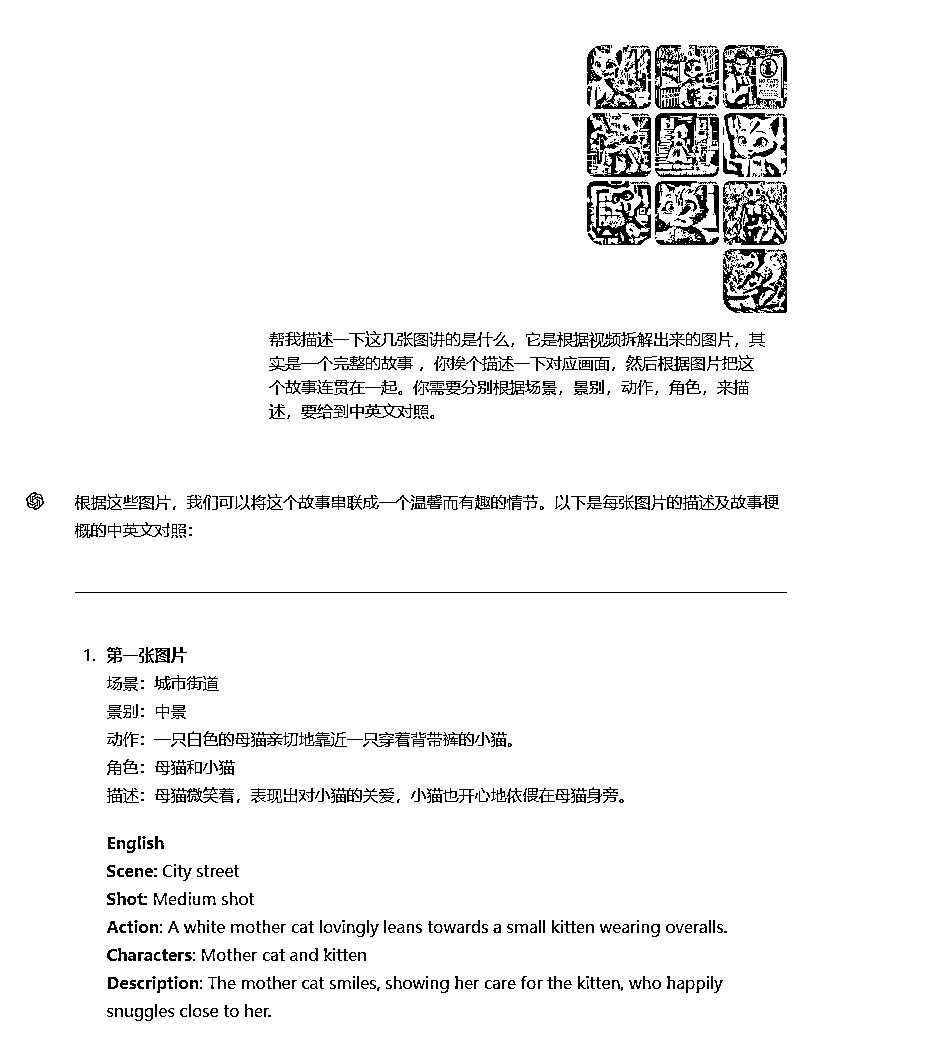 NO CATS
帮我描述一下这几张图讲的是什么，它是根据视频拆解出来的图片，其
实是一个完整的故事 ，你挨个描述一下对应画面，然后根据图片把这
个故事连贯在一起。你需要分别根据场景，景别，动作，角色，来描
述，要给到中英文对照。
根据这些图片，我们可以将这个故事串联成一个温馨而有趣的情节。以下是每张图片的描述及故事梗
概的中英文对照：
1. 第一张图片
场景：城市街道
景别：中景
动作：一只白色的母猫亲切地靠近一只穿着背带裤的小猫。
角色：母猫和小猫
描述：母猫微笑着，表现出对小猫的关爱，小猫也开心地依偎在母猫身旁。
English
Scene: City street
Shot: Medium shot
Action: A white mother cat lovingly leans towards a small kitten wearing overalls.
Characters: Mother cat and kitten
Description: The mother cat smiles, showing her care for the kitten, who happily
snuggles close to her.